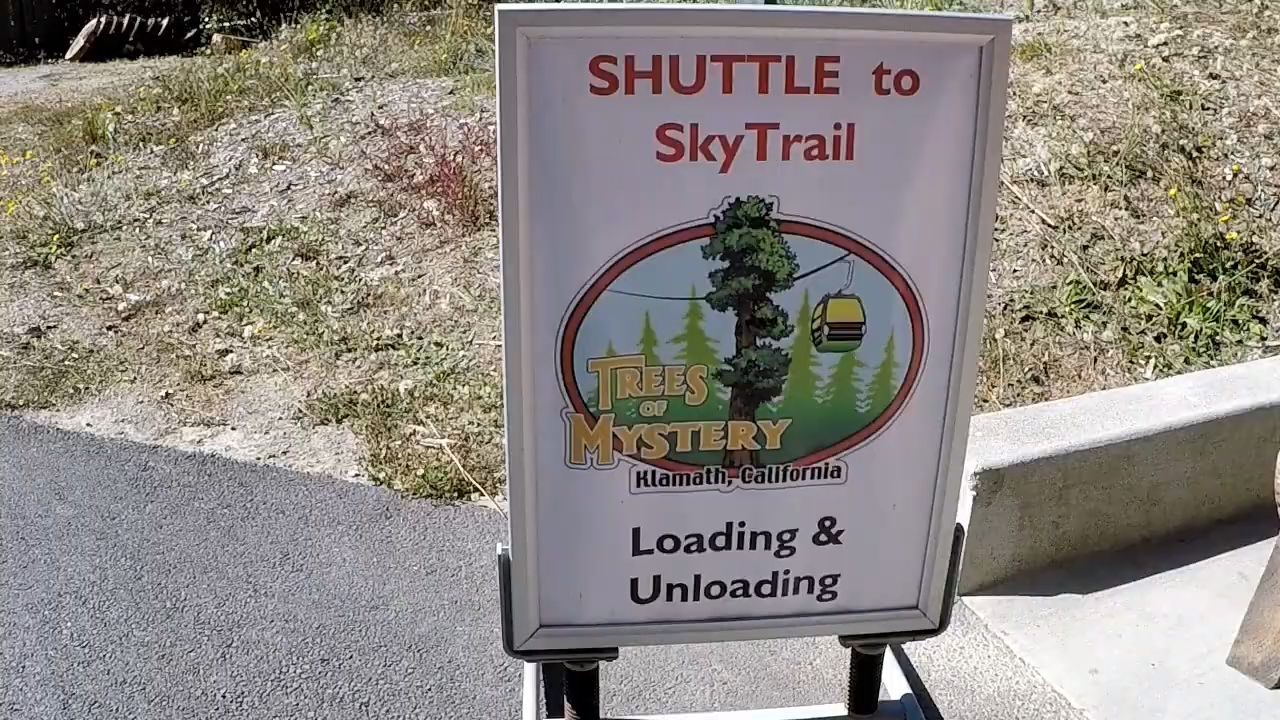 SHUTTLE to
SkyTrail
TREES
OF
MYSTERY
Klamath, California
Loading &
Unloading